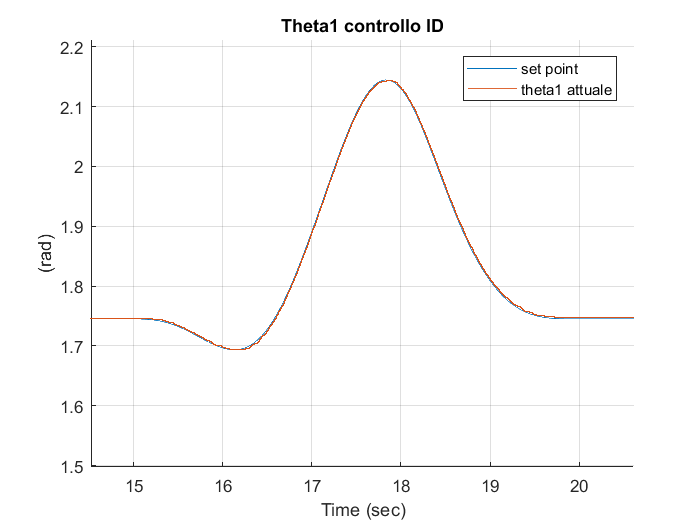 Theta1 controllo ID
2.2
2.1
2
1.9
1.8
1.7
1.6
1.5
(rad)
set point
theta1 attuale
15 16 17 18 19 20
Time (sec)